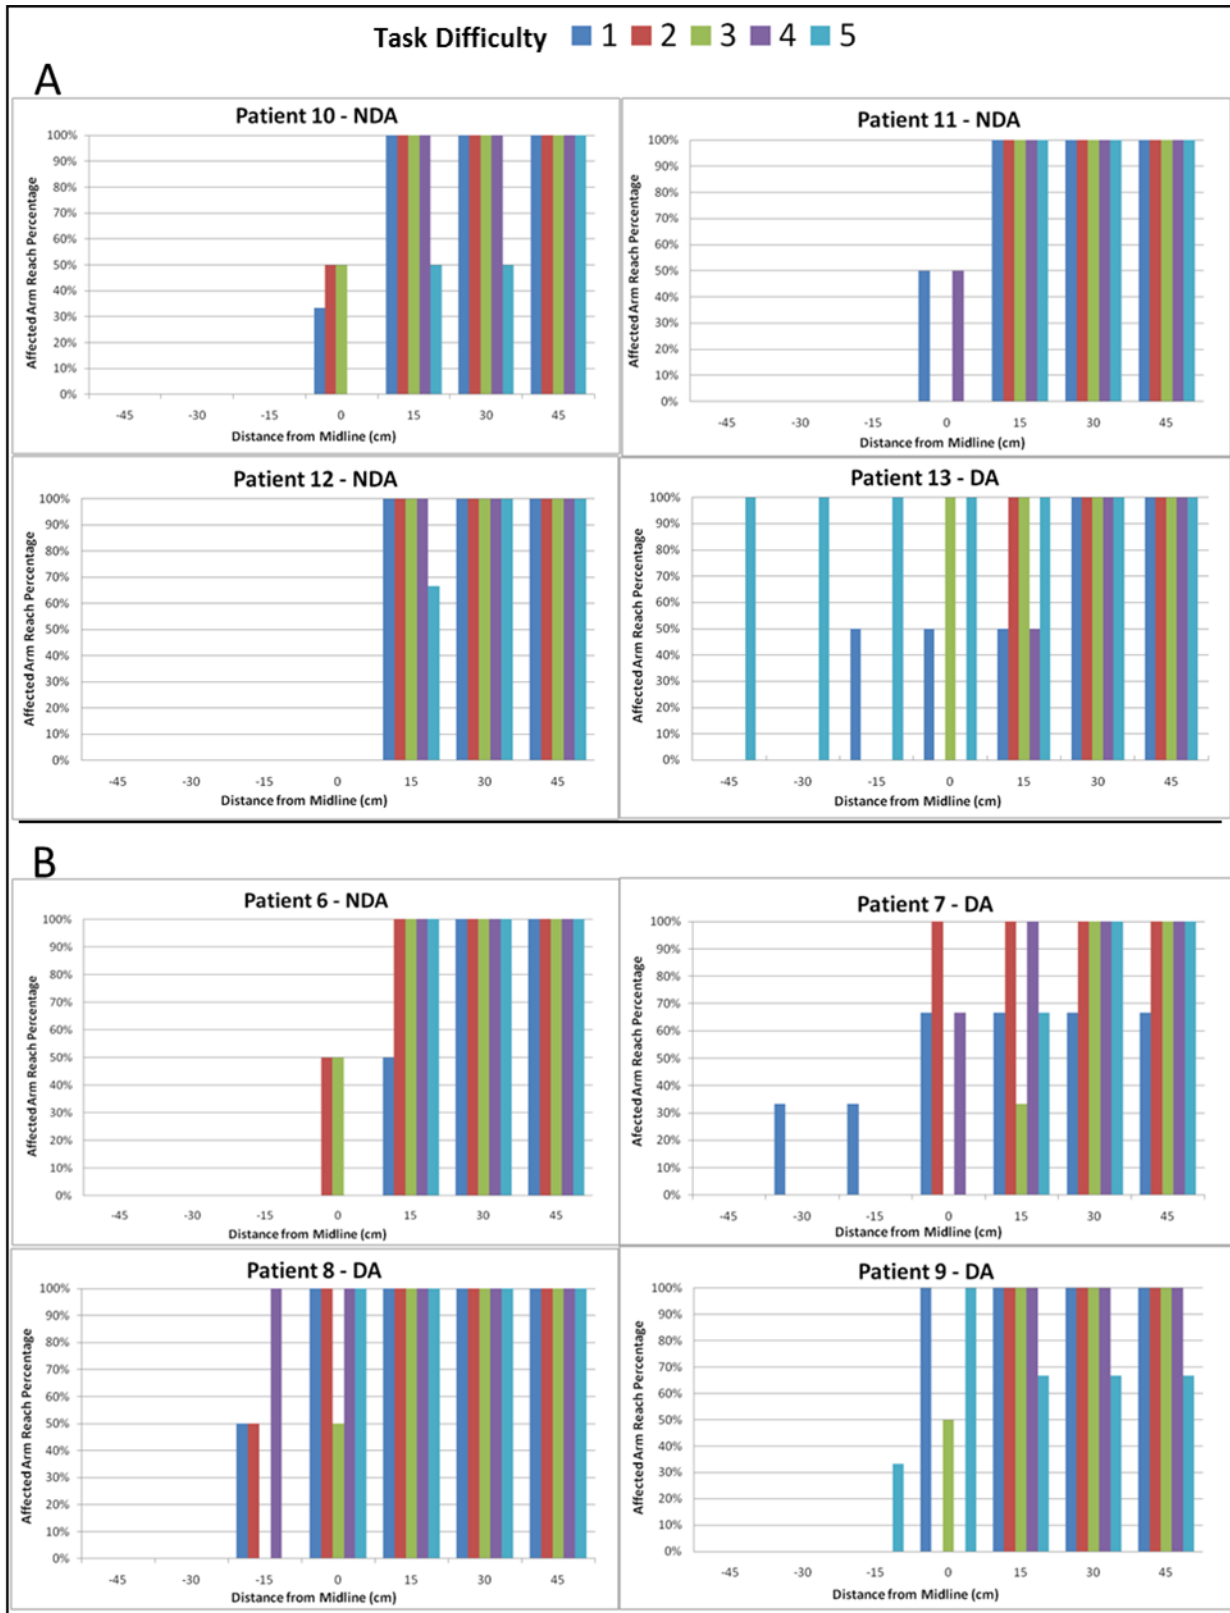 Task Difficulty 1 2 3 4 5
A
Patient 10 - NDA
Affected Arm Reach Percentage
100%
90%
80%
70%
60%
50%
40%
30%
20%
10%
0%
-45 -30 -15 0 15 30 45
Distance from Midline (cm)
Patient 11 - NDA
Affected Arm Reach Percentage
100%
90%
80%
70%
60%
50%
40%
30%
20%
10%
0%
-45 -30 -15 0 15 30 45
Distance from Midline (cm)
Patient 12 - NDA
Affected Arm Reach Percentage
100%
90%
80%
70%
60%
50%
40%
30%
20%
10%
0%
-45 -30 -15 0 15 30 45
Distance from Midline (cm)
Patient 13 - DA
Affected Arm Reach Percentage
100%
90%
80%
70%
60%
50%
40%
30%
20%
10%
0%
-45 -30 -15 0 15 30 45
Distance from Midline (cm)
B
Patient 6 - NDA
Affected Arm Reach Percentage
100%
90%
80%
70%
60%
50%
40%
30%
20%
10%
0%
-45 -30 -15 0 15 30 45
Distance from Midline (cm)
Patient 7 - DA
Afected Arm Reach Percentage
100%
90%
80%
70%
60%
50%
40%
30%
20%
10%
0%
-45 -30 -15 0 15 30 45
Distance from Midline (cm)
Patient 8 - DA
Affected Arm Reach Percentage
100%
90%
80%
70%
60%
50%
40%
30%
20%
10%
0%
-45 -30 -15 0 15 30 45
Distance from Midline (cm)
Patient 9 - DA
Affected Arm Reach Percentage
100%
90%
80%
70%
60%
50%
40%
30%
20%
10%
0%
-45 -30 -15 0 15 30 45
Distance from Midline (cm)